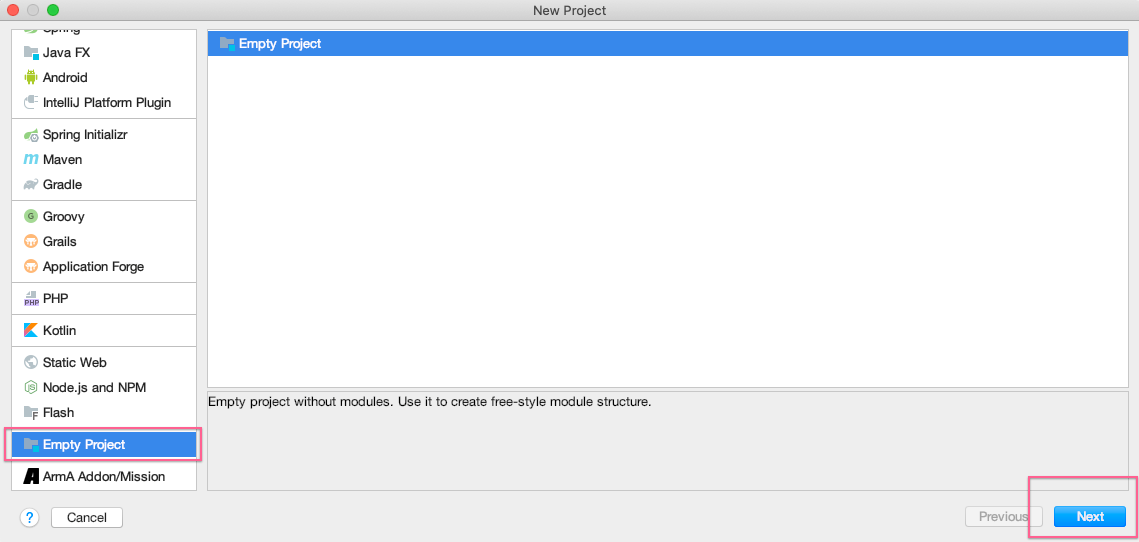 New Project
Spring
Java FX
Android
IntelliJ Platform Plugin
Spring Initializr
Maven
Gradle
G Groovy
Grails
Application Forge
PHP PHP
Kotlin
Static Web
Node.js and NPM
F Flash
Empty Project
ArmA Addon/Mission
Empty Project
Empty project without modules. Use it to create free-style module structure.
? Cancel
Previous Next